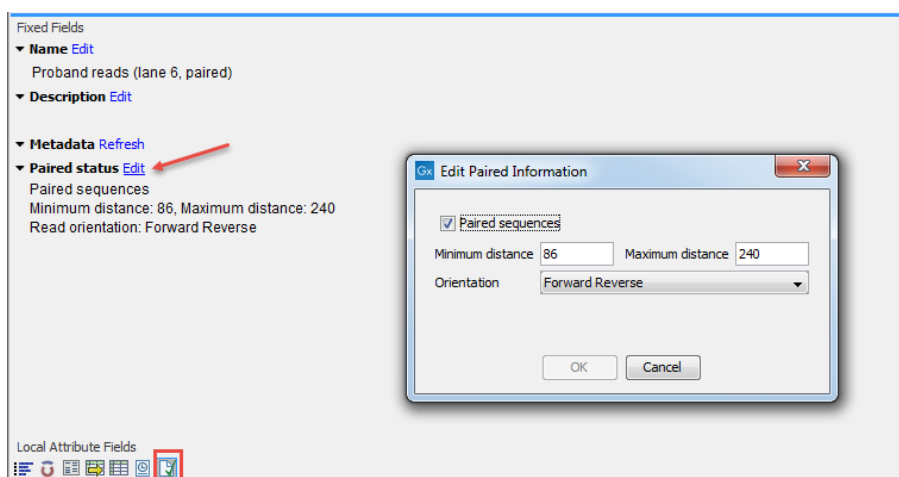 Fixed Fields
Name Edit
Proband reads (lane 6, paired)
Description Edit
Metadata Refresh
Paired status Edit
Paired sequences
Minimum distance: 86, Maximum distance: 240
Read orientation: Forward Reverse
Gx Edit Paired Information
Paired sequences
Minimum distance 86 Maximum distance 240
Orientation Forward Reverse
OK Cancel
Local Attribute Fields